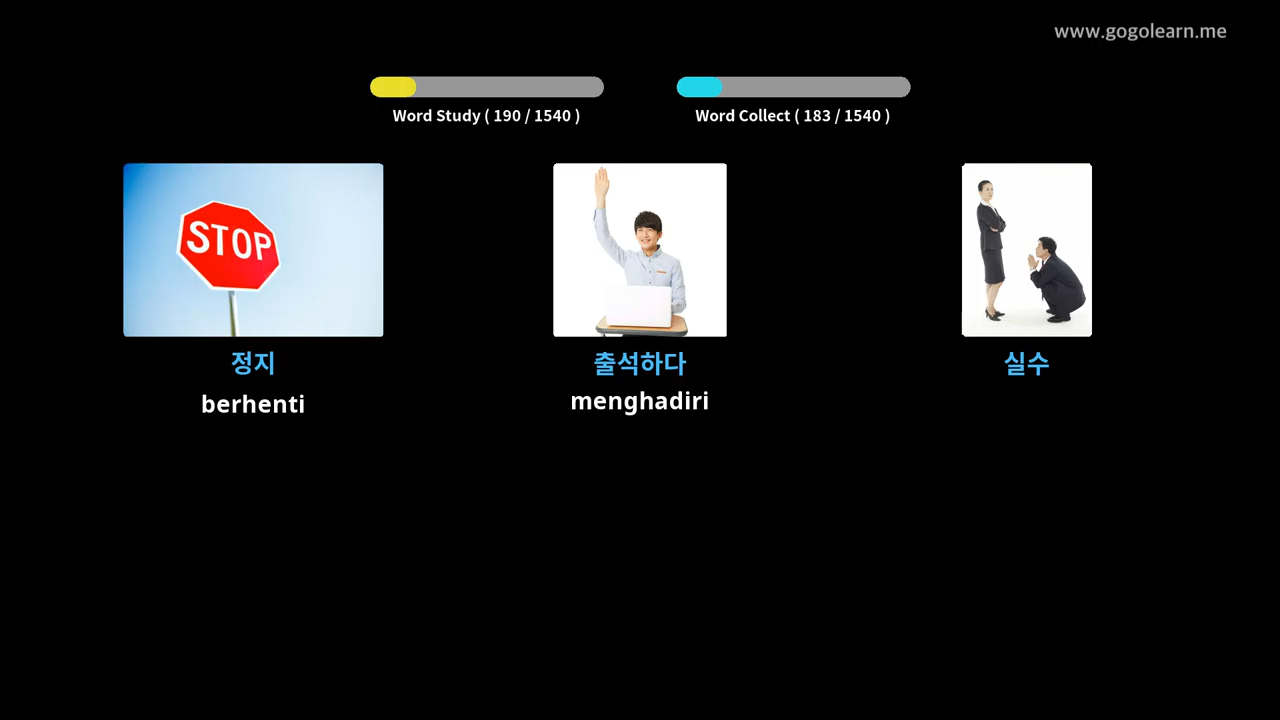 www.gogolearn.me
Word Study ( 190 / 1540 )
Word Collect ( 183 / 1540 )
STOP
정지
berhenti
출석하다
menghadiri
실수